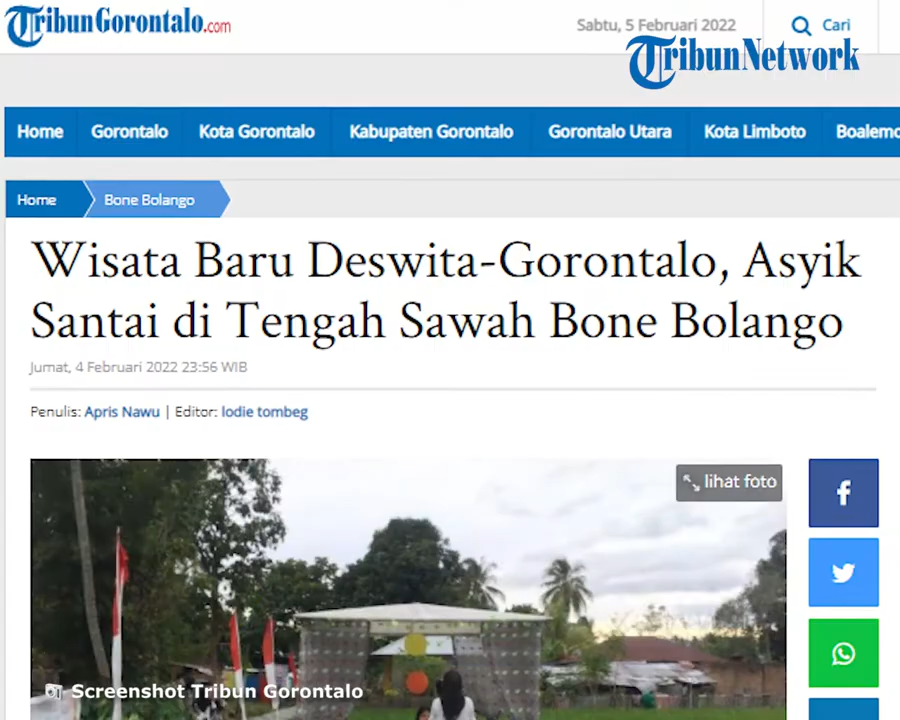 TribunGorontalo.com
Sabtu, 5 Februari 2022
Cari
TribunNetwork
Home Gorontalo Kota Gorontalo Kabupaten Gorontalo Gorontalo Utara Kota Limboto Boalemo
Home Bone Bolango
Wisata Baru Deswita-Gorontalo, Asyik
Santai di Tengah Sawah Bone Bolango
Jumat, 4 Februari 2022 23:56 WIB
Penulis: Apris Nawu | Editor: lodie tombeg
lihat foto
Screenshot Tribun Gorontalo